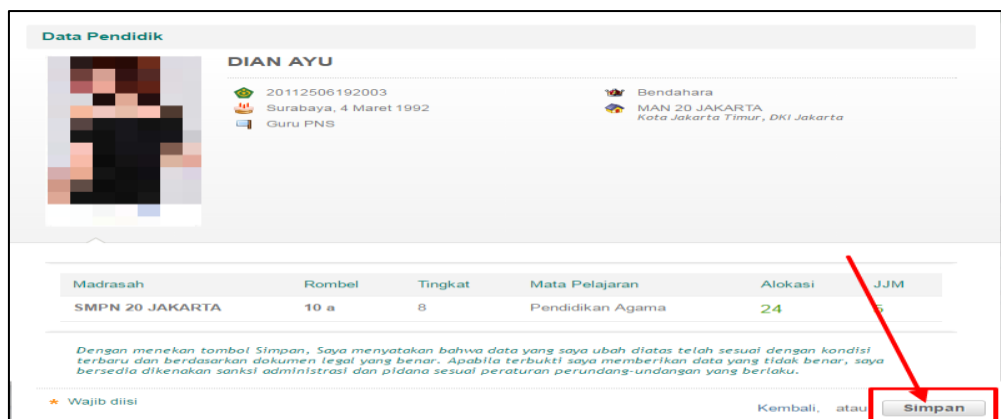 Data Pendidik
DIAN AYU
20112506192003
Bendahara
Surabaya, 4 Maret 1992
MAN 20 JAKARTA
Kota Jakarta Timur, DKI Jakarta
Guru PNS
Madrasah Rombel Tingkat Mata Pelajaran Alokasi JJM
SMPN 20 JAKARTA 10 a 8 Pendidikan Agama 24
Dengan menekan tombol Simpan, Saya menyatakan bahwa data yang saya ubah diatas telah sesuai dengan kondisi
terbaru dan berdasarkan dokumen legal yang benar. Apabila terbukti saya memberikan data yang tidak benar, saya
bersedia dikenakan sanksi administrasi dan pidana sesuai peraturan perundang-undangan yang berlaku.
* Wajib diisi
Kembali, atau Simpan